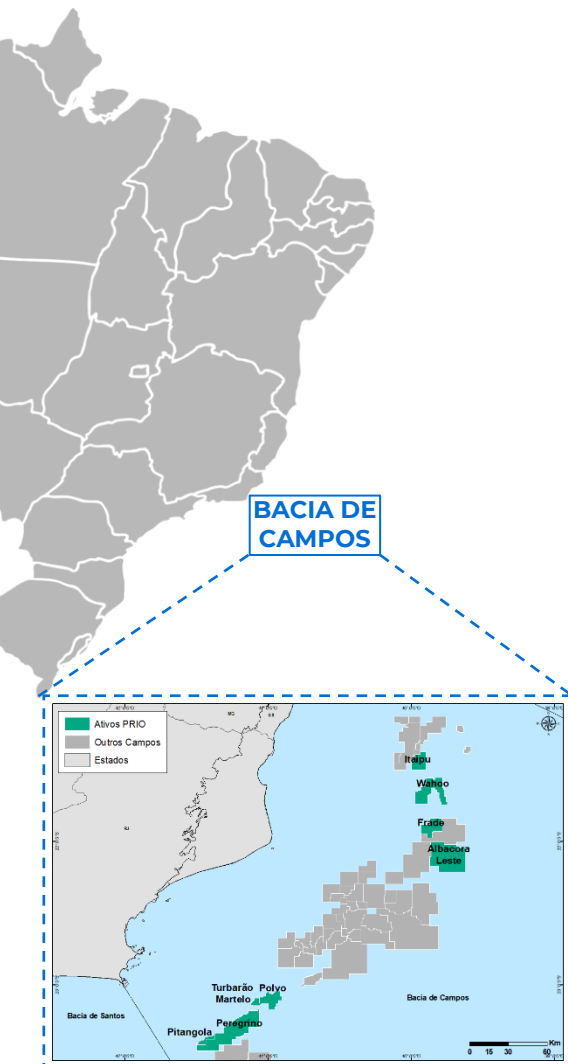 BACIA DE
CAMPOS
MG
ES
Ativos PRIO
Outros Campos
Estados
RJ
Itaipu
Wahoo
Frade
Albacora
Leste
Turbarão Polvo
Martelo
Peregrino
Pitangola
Bacia de Santos
Bacia de Campos
Km
0 15 30 60